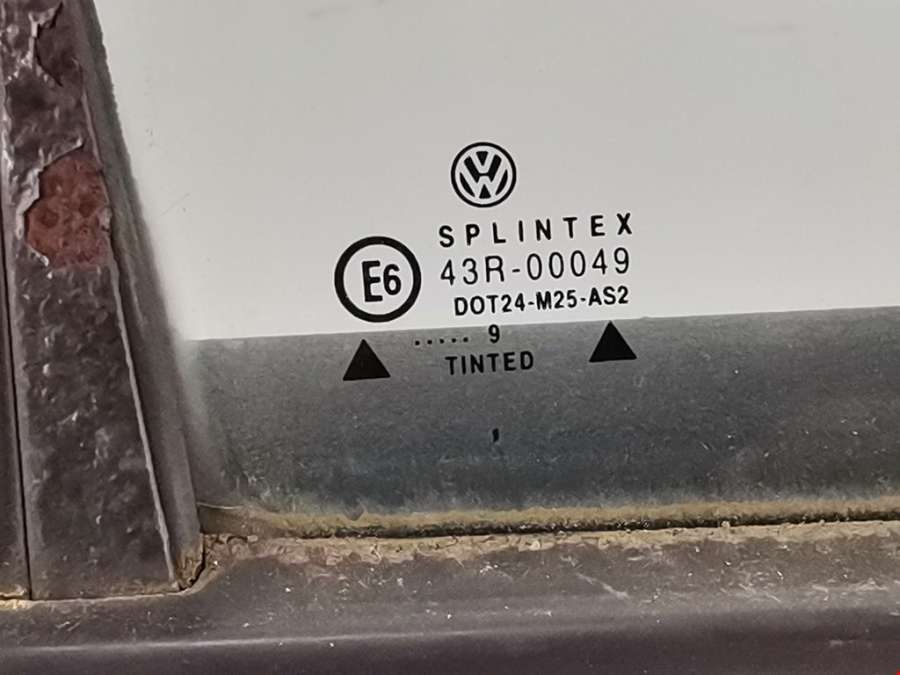 SPLINTEX
E6
43R-00049
DOT24-M25-AS2
..... 9
TINTED